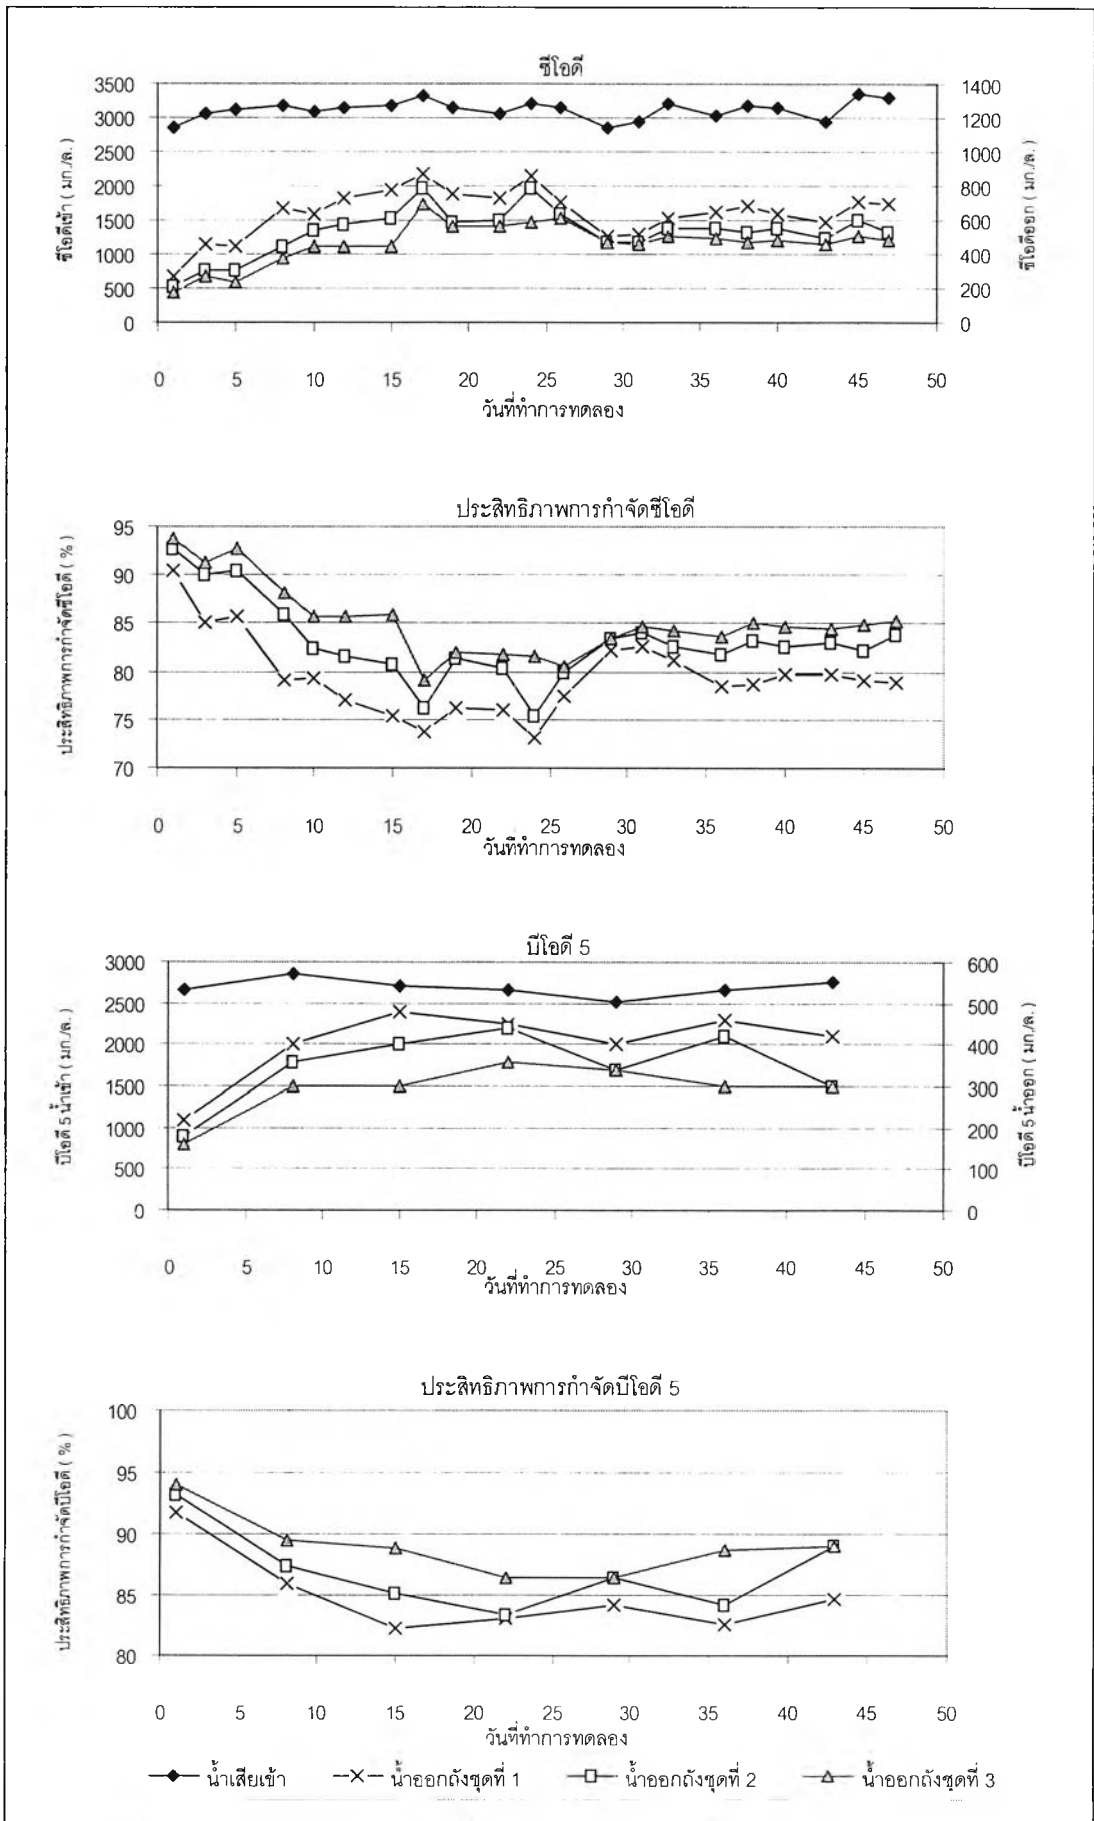 ซีโอดี
ซีโอดีเข้า ( มก./ล. )
3500
3000
2500
2000
1500
1000
500
0
1400
1200
1000
800
600
400
200
0
ซีโอดีออก ( มก./ล. )
0 5 10 15 20 25 30 35 40 45 50
วันที่ทำการทดลอง
ประสิทธิภาพการกำจัดซีโอดี
ประสิทธิภาพการกำจัดซีโอดี ( % )
95
90
85
80
75
70
0 5 10 15 20 25 30 35 40 45 50
วันที่ทำการทดลอง
บีโอดี 5
บีโอดี 5 น้ำเข้า ( มก./ล. )
3000
2500
2000
1500
1000
500
0
600
500
400
300
200
100
0
บีโอดี 5 น้ำออก ( มก./ล. )
0 5 10 15 20 25 30 35 40 45 50
วันที่ทำการทดลอง
ประสิทธิภาพการกำจัดบีโอดี 5
ประสิทธิภาพการกำจัดบีโอดี ( % )
100
95
90
85
80
0 5 10 15 20 25 30 35 40 45 50
วันที่ทำการทดลอง
น้ำเสียเข้า น้ำออกถังชุดที่ 1 น้ำออกถังชุดที่ 2 น้ำออกถังชุดที่ 3